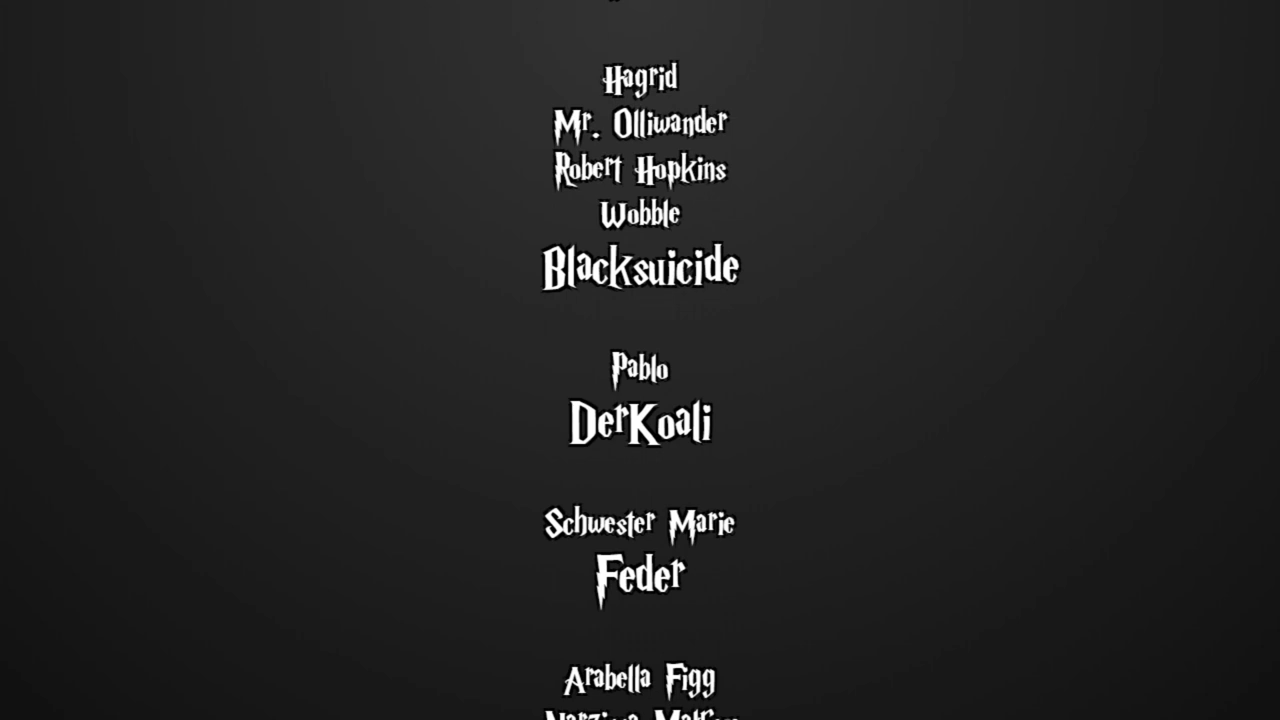 Hagrid
Mr. Olliwander
Robert Hopkins
Wobble
Blacksuicide
Pablo
DerKoali
Schwester Marie
Feder
Arabella Figg